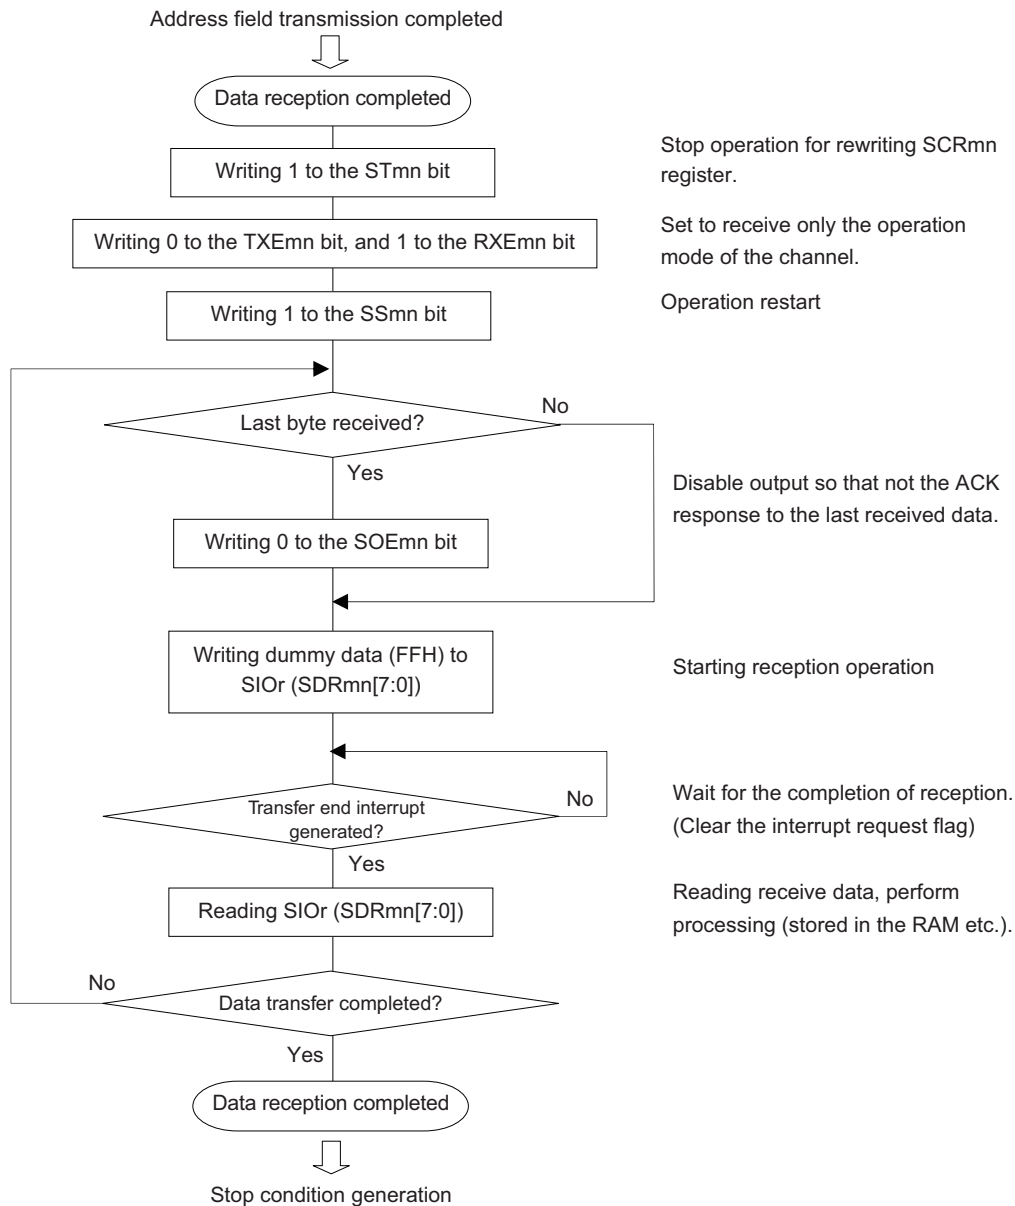 Address field transmission completed
Data reception completed
Writing 1 to the STmn bit
Stop operation for rewriting SCRmn
register.
Writing 0 to the TXEmn bit, and 1 to the RXEmn bit
Set to receive only the operation
mode of the channel.
Writing 1 to the SSmn bit
Operation restart
Last byte received?
No
Yes
Disable output so that not the ACK
response to the last received data.
Writing 0 to the SOEmn bit
Writing dummy data (FFH) to
SIOr (SDRmn[7:0])
Starting reception operation
Transfer end interrupt
generated?
No
Wait for the completion of reception.
(Clear the interrupt request flag)
Yes
Reading SIOr (SDRmn[7:0])
Reading receive data, perform
processing (stored in the RAM etc.).
No
Data transfer completed?
Yes
Data reception completed
Stop condition generation